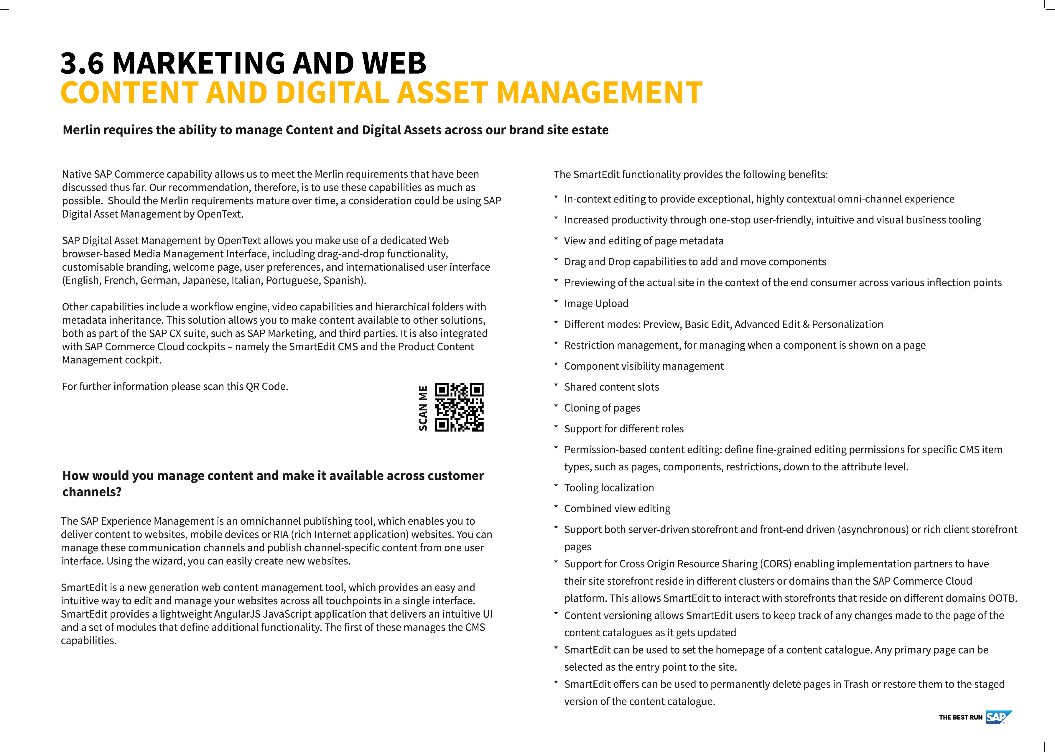 3.6 MARKETING AND WEB
CONTENT AND DIGITAL ASSET MANAGEMENT
Merlin requires the ability to manage Content and Digital Assets across our brand site estate
Native SAP Commerce capability allows us to meet the Merlin requirements that have been
discussed thus far. Our recommendation, therefore, is to use these capabilities as much as
possible.  Should the Merlin requirements mature over time, a consideration could be using SAP
Digital Asset Management by OpenText.
SAP Digital Asset Management by OpenText allows you make use of a dedicated Web
browser-based Media Management Interface, including drag-and-drop functionality,
customisable branding, welcome page, user preferences, and internationalised user interface
(English, French, German, Japanese, Italian, Portuguese, Spanish).
Other capabilities include a workflow engine, video capabilities and hierarchical folders with
metadata inheritance. This solution allows you to make content available to other solutions,
both as part of the SAP CX suite, such as SAP Marketing, and third parties. It is also integrated
with SAP Commerce Cloud cockpits – namely the SmartEdit CMS and the Product Content
Management cockpit.
For further information please scan this QR Code.
SCAN ME
How would you manage content and make it available across customer
channels?
The SAP Experience Management is an omnichannel publishing tool, which enables you to
deliver content to websites, mobile devices or RIA (rich Internet application) websites. You can
manage these communication channels and publish channel-specific content from one user
interface. Using the wizard, you can easily create new websites.
SmartEdit is a new generation web content management tool, which provides an easy and
intuitive way to edit and manage your websites across all touchpoints in a single interface.
SmartEdit provides a lightweight AngularJS JavaScript application that delivers an intuitive UI
and a set of modules that define additional functionality. The first of these manages the CMS
capabilities.
The SmartEdit functionality provides the following benefits:
* In-context editing to provide exceptional, highly contextual omni-channel experience
* Increased productivity through one-stop user-friendly, intuitive and visual business tooling
* View and editing of page metadata
* Drag and Drop capabilities to add and move components
* Previewing of the actual site in the context of the end consumer across various inflection points
* Image Upload
* Different modes: Preview, Basic Edit, Advanced Edit & Personalization
* Restriction management, for managing when a component is shown on a page
* Component visibility management
* Shared content slots
* Cloning of pages
* Support for different roles
* Permission-based content editing: define fine-grained editing permissions for specific CMS item
types, such as pages, components, restrictions, down to the attribute level.
* Tooling localization
* Combined view editing
* Support both server-driven storefront and front-end driven (asynchronous) or rich client storefront
pages
* Support for Cross Origin Resource Sharing (CORS) enabling implementation partners to have
their site storefront reside in different clusters or domains than the SAP Commerce Cloud
platform. This allows SmartEdit to interact with storefronts that reside on different domains OOTB.
* Content versioning allows SmartEdit users to keep track of any changes made to the page of the
content catalogues as it gets updated
* SmartEdit can be used to set the homepage of a content catalogue. Any primary page can be
selected as the entry point to the site.
* SmartEdit offers can be used to permanently delete pages in Trash or restore them to the staged
version of the content catalogue.
THE BEST RUN SAP